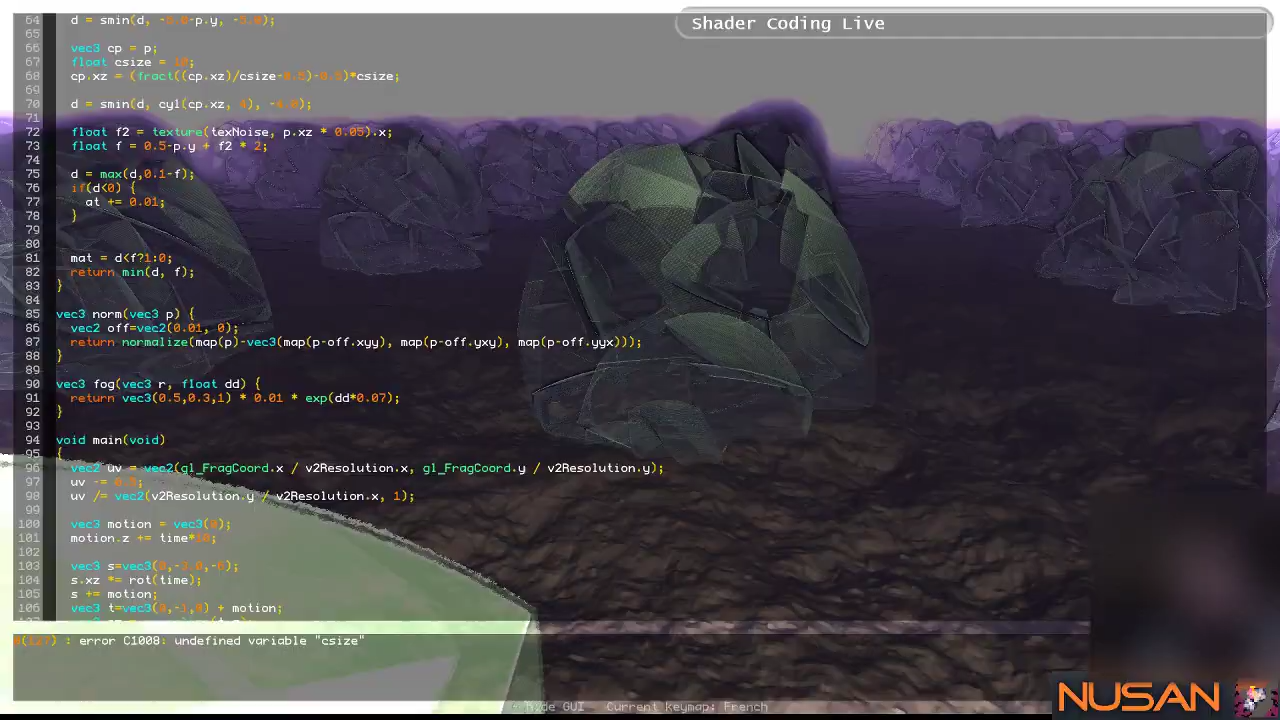 Shader Coding Live
64 d = smin(d, -5.0-p.y, -5.0);
65
66 vec3 cp = p;
67 float csize = 10;
68 cp.xz = (fract((cp.xz)/csize-0.5)-0.5)*csize;
69
70 d = smin(d, cyl(cp.xz, 4), -4.0);
71
72 float f2 = texture(texNoise, p.xz * 0.05).x;
73 float f = 0.5-p.y + f2 * 2;
74
75 d = max(d,0.1-f);
76 if(d<0) {
77 at += 0.01;
78 }
79
80
81 mat = d<f?1:0;
82 return min(d, f);
83 }
84
85 vec3 norm(vec3 p) {
86 vec2 off=vec2(0.01, 0);
87 return normalize(map(p)-vec3(map(p-off.xyy), map(p-off.yxy), map(p-off.yyx)));
88 }
89
90 vec3 fog(vec3 r, float dd) {
91 return vec3(0.5,0.3,1) * 0.01 * exp(dd*0.07);
92 }
93
94 void main(void)
95 {
96 vec2 uv = vec2(gl_FragCoord.x / v2Resolution.x, gl_FragCoord.y / v2Resolution.y);
97 uv -= 0.5;
98 uv /= vec2(v2Resolution.y / v2Resolution.x, 1);
99
100 vec3 motion = vec3(0);
101 motion.z += time*10;
102
103 vec3 s=vec3(0,-3.0,-6);
104 s.xz *= rot(time);
105 s += motion;
106 vec3 t=vec3(0,-1,0) + motion;
0(127) : error C1008: undefined variable "csize"
hide GUI Current keymap: French
NUSAN